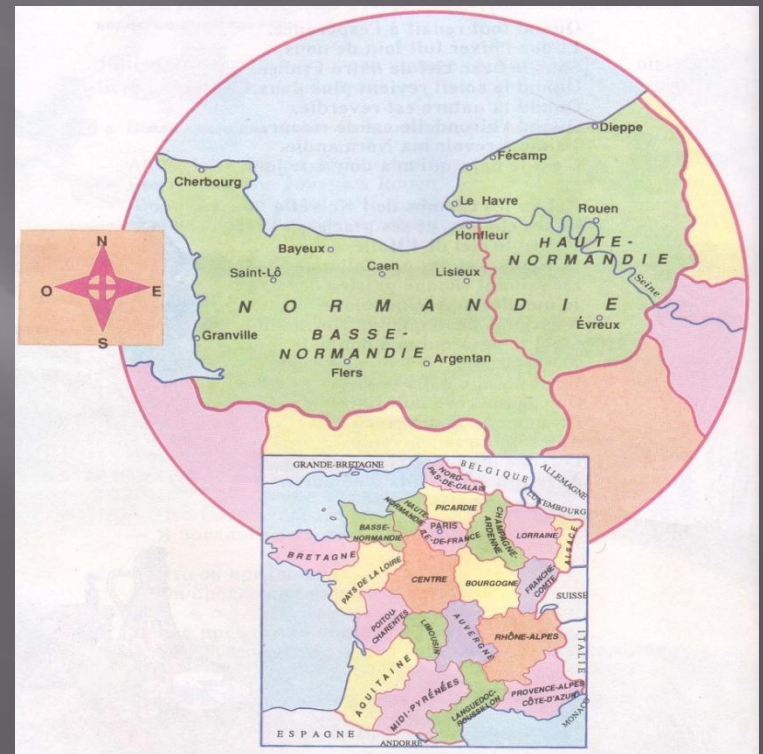 Dieppe
Fécamp
Cherbourg
Le Havre
Rouen
Honfleur
HAUTE-
NORMANDIE
Bayeux
Caen
Lisieux
Saint-Lô
Seine
NORMANDIE
Granville
BASSE-
NORMANDIE
Évreux
Argentan
Flers
N
O
E
S
GRANDE-BRETAGNE
BELGIQUE
ALLEMAGNE
LUXEMBOURG
NORD-
PAS-DE-CALAIS
PICARDIE
HAUTE-
NORMANDIE
BASSE-
NORMANDIE
PARIS
ÎLE-DE-FRANCE
CHAMPAGNE-
ARDENNE
LORRAINE
ALSACE
BRETAGNE
PAYS DE LA LOIRE
CENTRE
BOURGOGNE
FRANCHE-
COMTÉ
SUISSE
POITOU-
CHARENTES
LIMOUSIN
AUVERGNE
RHÔNE-ALPES
ITALIE
AQUITAINE
MIDI-PYRÉNÉES
LANGUEDOC-
ROUSSILLON
PROVENCE-ALPES
CÔTE-D'AZUR
MONACO
ESPAGNE
ANDORRE